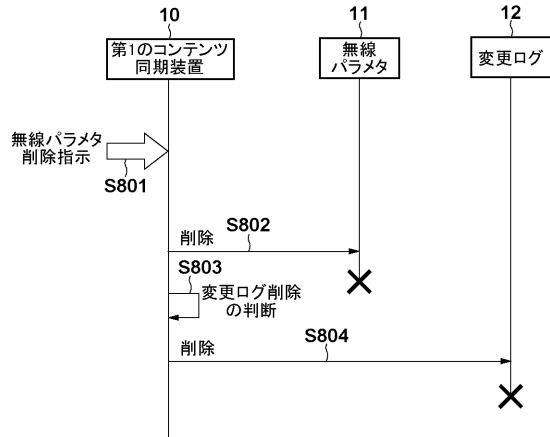 10
第1のコンテンツ
同期装置
11
無線
パラメタ
12
変更ログ
無線パラメタ
削除指示
S801
削除
S802
S803
変更ログ削除
の判断
削除
S804